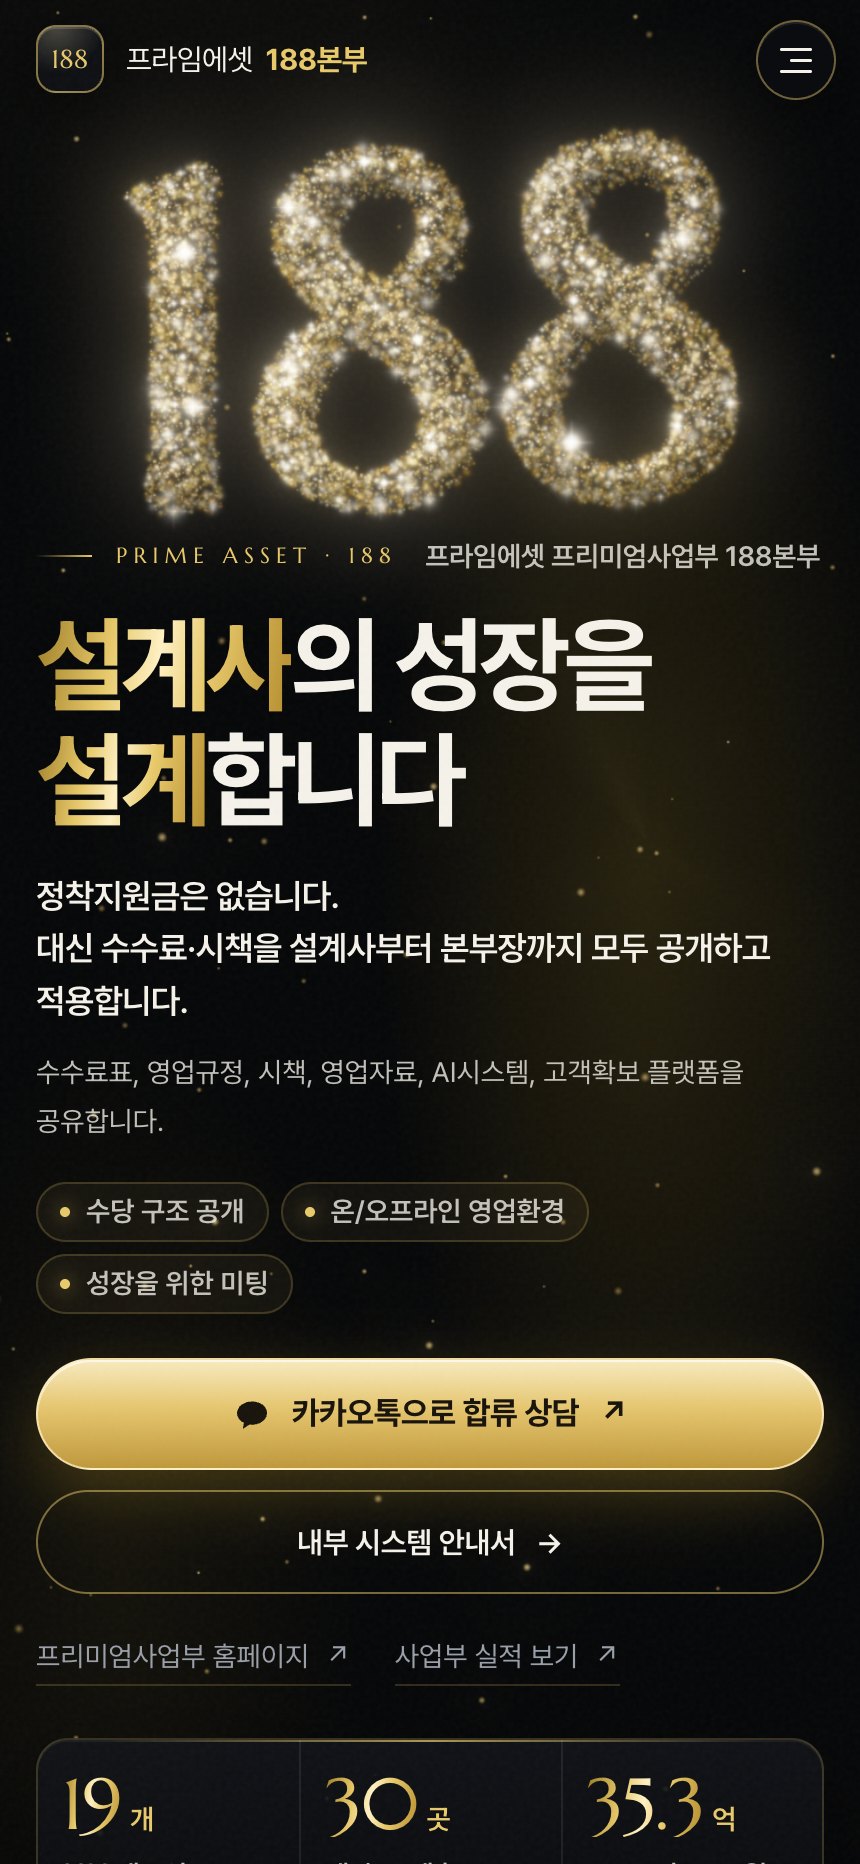 188 프라임에셋 188본부
188
PRIME ASSET · 188 프라임에셋 프리미엄사업부 188본부
설계사의 성장을
설계합니다
정착지원금은 없습니다.
대신 수수료·시책을 설계사부터 본부장까지 모두 공개하고
적용합니다.
수수료표, 영업규정, 시책, 영업자료, AI시스템, 고객확보 플랫폼을
공유합니다.
수당 구조 공개 온/오프라인 영업환경
성장을 위한 미팅
카카오톡으로 합류 상담 ↗
내부 시스템 안내서 →
프리미엄사업부 홈페이지 ↗ 사업부 실적 보기 ↗
19 개 30 곳 35.3 억